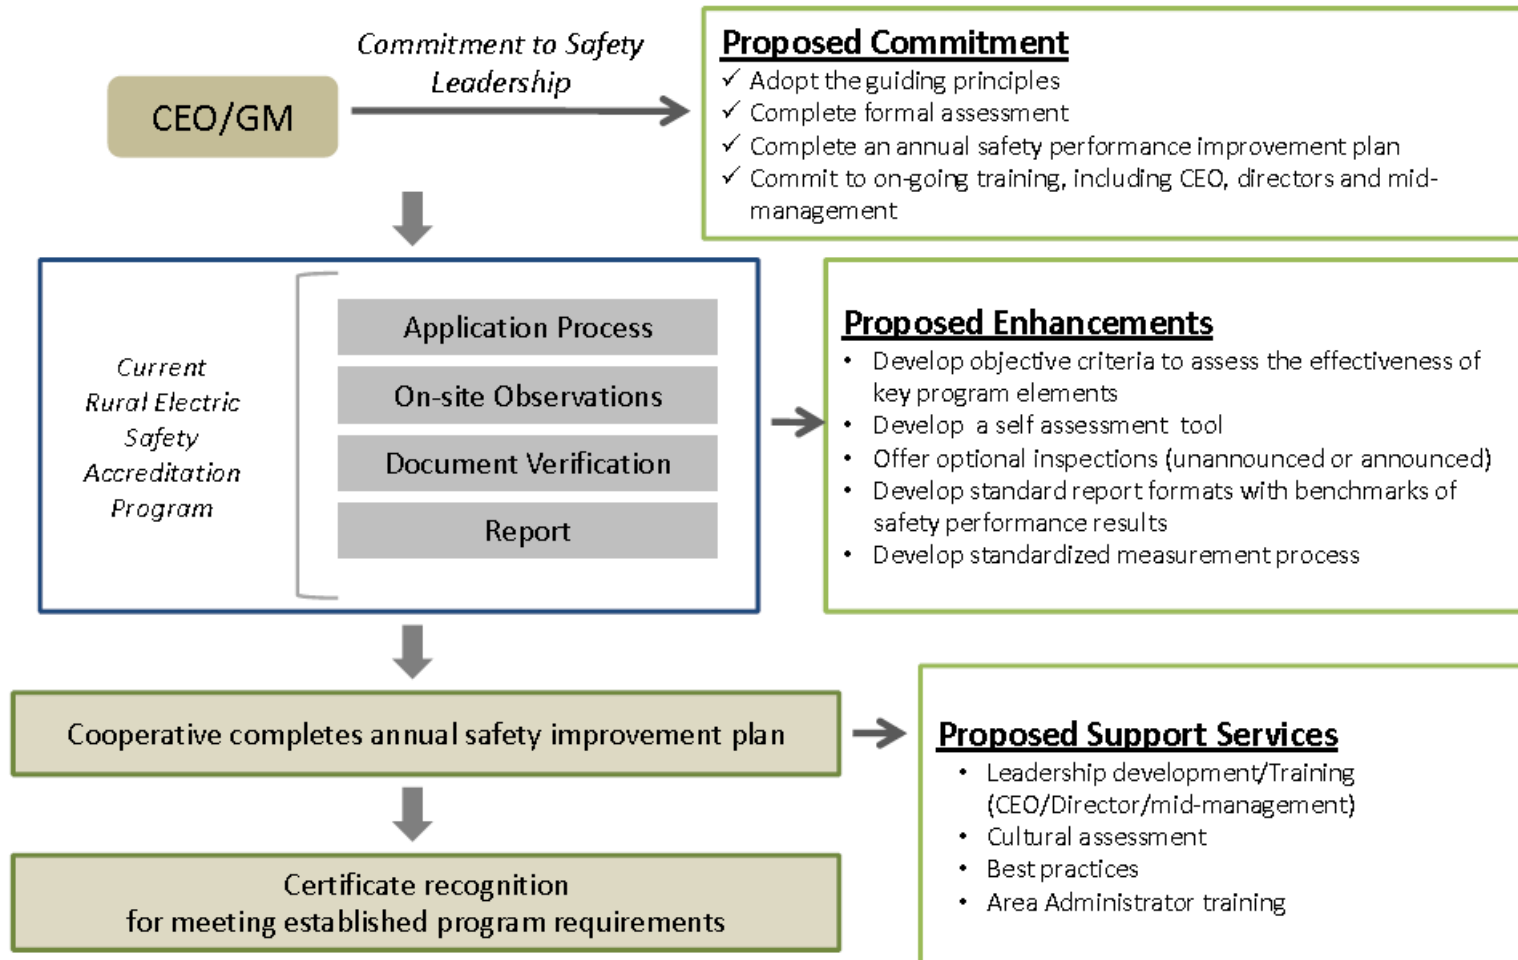 Commitment to Safety
Leadership
CEO/GM
Proposed Commitment
✓ Adopt the guiding principles
✓ Complete formal assessment
✓ Complete an annual safety performance improvement plan
✓ Commit to on-going training, including CEO, directors and mid-
management
Current
Rural Electric
Safety
Accreditation
Program
Application Process
On-site Observations
Document Verification
Report
Proposed Enhancements
• Develop objective criteria to assess the effectiveness of
key program elements
• Develop a self assessment tool
• Offer optional inspections (unannounced or announced)
• Develop standard report formats with benchmarks of
safety performance results
• Develop standardized measurement process
Cooperative completes annual safety improvement plan
Proposed Support Services
• Leadership development/Training
(CEO/Director/mid-management)
• Cultural assessment
• Best practices
• Area Administrator training
Certificate recognition
for meeting established program requirements